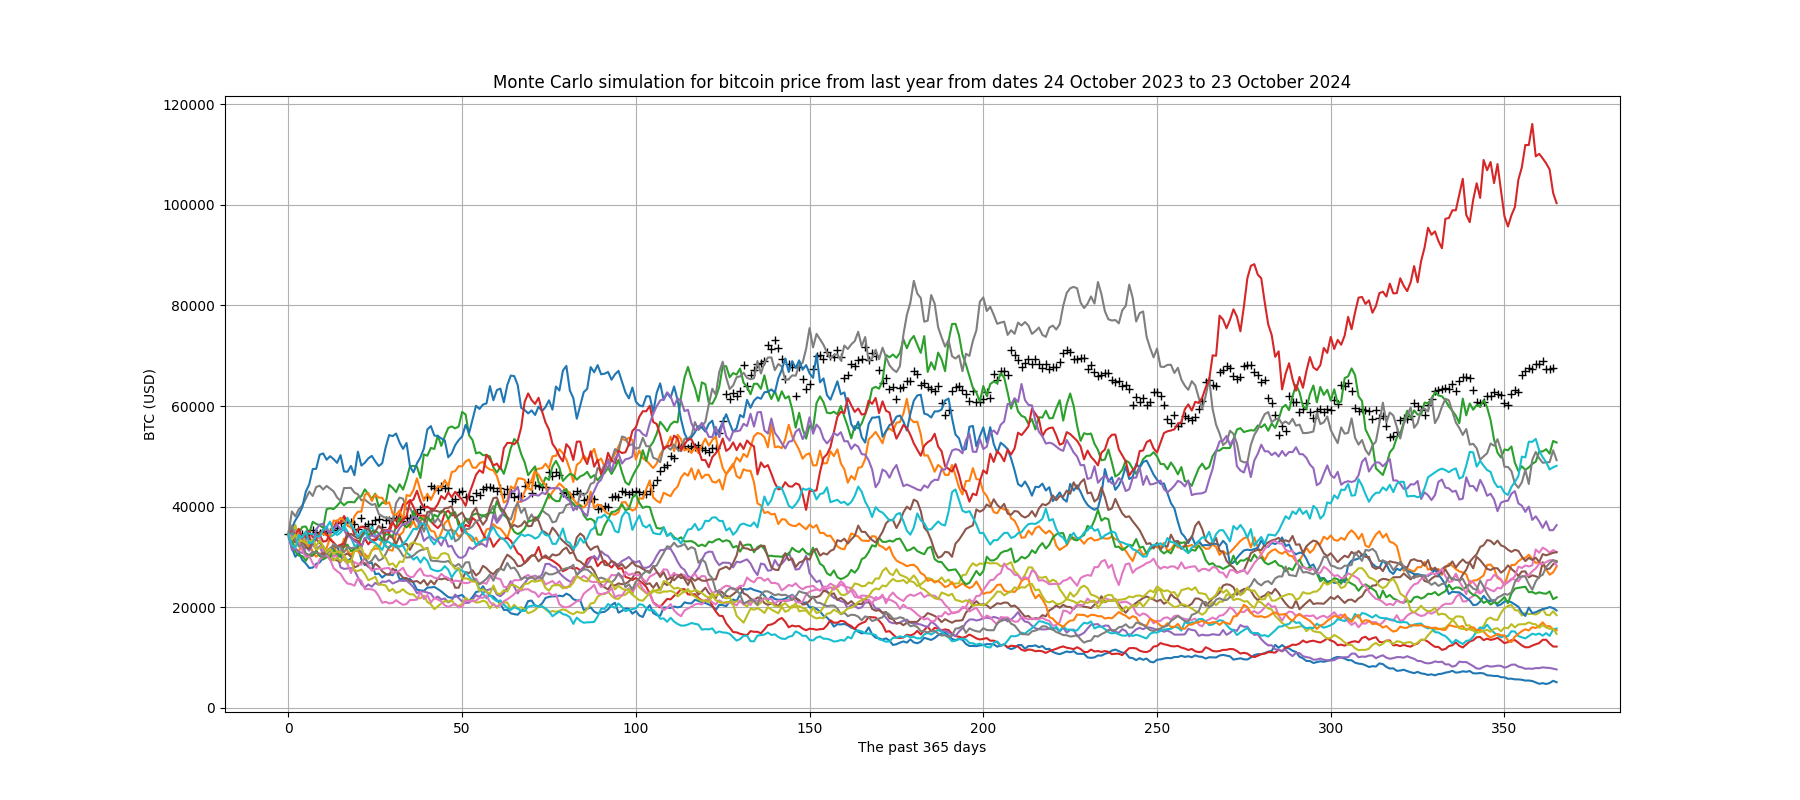 Monte Carlo simulation for bitcoin price from last year from dates 24 October 2023 to 23 October 2024
120000
100000
80000
60000
40000
20000
0
BTC (USD)
0 50 100 150 200 250 300 350
The past 365 days